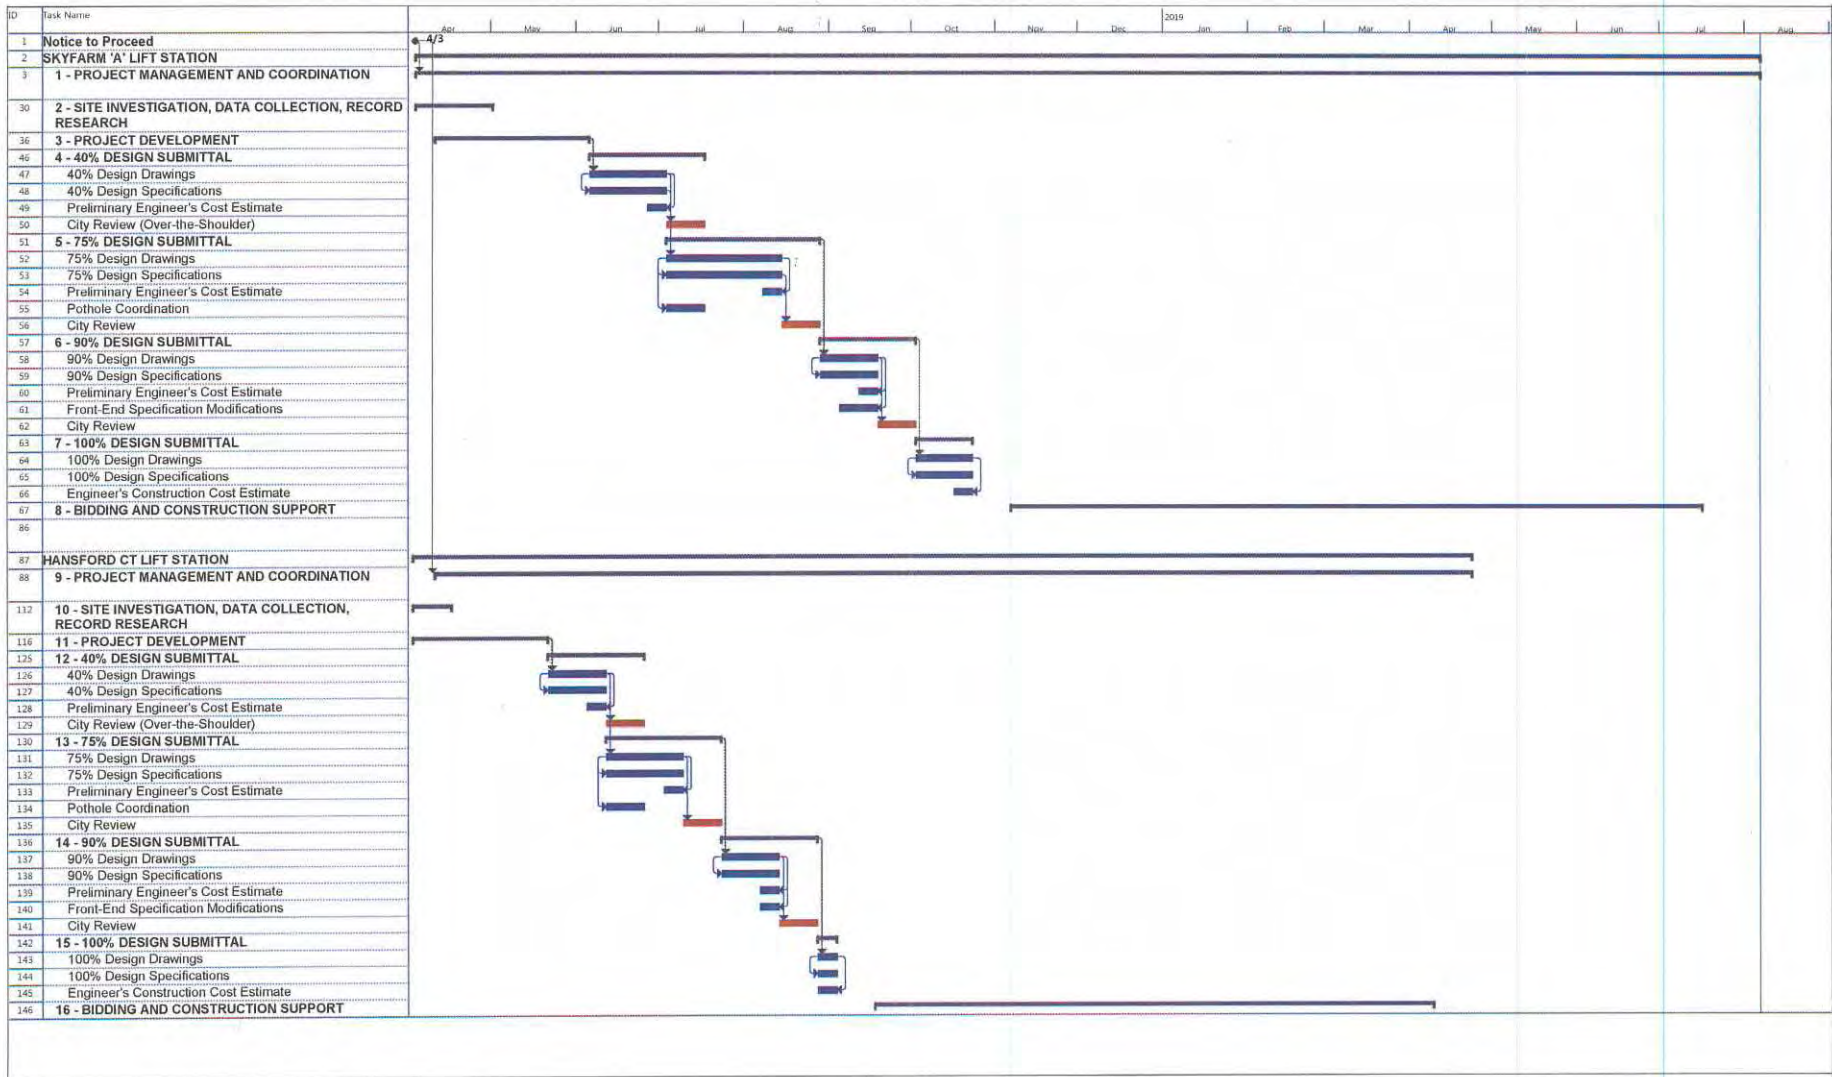 ID Task Name
2019
Apr May Jun Jul Aug Sep Oct Nov Dec Jan Feb Mar Apr May Jun Jul Aug
1 Notice to Proceed 4/3
2 SKYFARM 'A' LIFT STATION
3 1 - PROJECT MANAGEMENT AND COORDINATION
30 2 - SITE INVESTIGATION, DATA COLLECTION, RECORD
RESEARCH
36 3 - PROJECT DEVELOPMENT
46 4 - 40% DESIGN SUBMITTAL
47 40% Design Drawings
48 40% Design Specifications
49 Preliminary Engineer's Cost Estimate
50 City Review (Over-the-Shoulder)
51 5 - 75% DESIGN SUBMITTAL
52 75% Design Drawings
53 75% Design Specifications
54 Preliminary Engineer's Cost Estimate
55 Pothole Coordination
56 City Review
57 6 - 90% DESIGN SUBMITTAL
58 90% Design Drawings
59 90% Design Specifications
60 Preliminary Engineer's Cost Estimate
61 Front-End Specification Modifications
62 City Review
63 7 - 100% DESIGN SUBMITTAL
64 100% Design Drawings
65 100% Design Specifications
66 Engineer's Construction Cost Estimate
67 8 - BIDDING AND CONSTRUCTION SUPPORT
86
87 HANSFORD CT LIFT STATION
88 9 - PROJECT MANAGEMENT AND COORDINATION
112 10 - SITE INVESTIGATION, DATA COLLECTION,
RECORD RESEARCH
116 11 - PROJECT DEVELOPMENT
125 12 - 40% DESIGN SUBMITTAL
126 40% Design Drawings
127 40% Design Specifications
128 Preliminary Engineer's Cost Estimate
129 City Review (Over-the-Shoulder)
130 13 - 75% DESIGN SUBMITTAL
131 75% Design Drawings
132 75% Design Specifications
133 Preliminary Engineer's Cost Estimate
134 Pothole Coordination
135 City Review
136 14 - 90% DESIGN SUBMITTAL
137 90% Design Drawings
138 90% Design Specifications
139 Preliminary Engineer's Cost Estimate
140 Front-End Specification Modifications
141 City Review
142 15 - 100% DESIGN SUBMITTAL
143 100% Design Drawings
144 100% Design Specifications
145 Engineer's Construction Cost Estimate
146 16 - BIDDING AND CONSTRUCTION SUPPORT